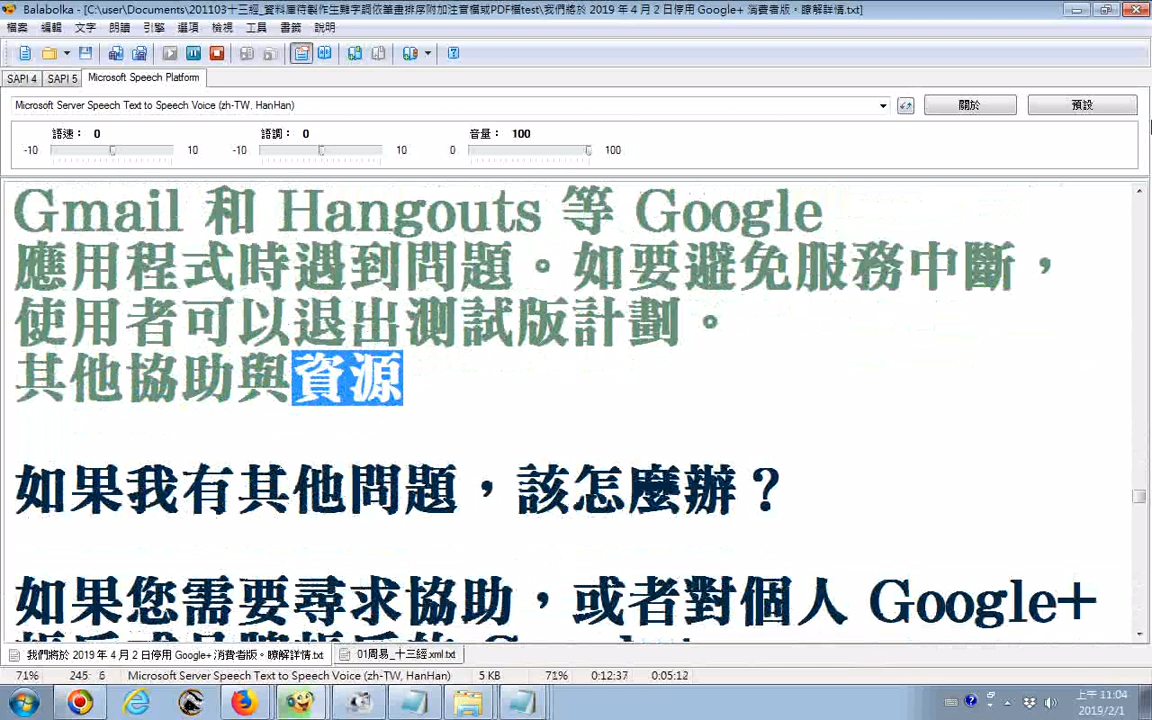 Balabolka - [C:\user\Documents\201103十三經_資料庫待製作生難字詞依筆畫排序附加注音檔或PDF檔test\我們將於 2019 年 4 月 2 日停用 Google+ 消費者版。瞭解詳情.txt]
檔案 編輯 文字 朗讀 引擎 選項 檢視 工具 書籤 說明
SAPI 4 SAPI 5 Microsoft Speech Platform
Microsoft Server Speech Text to Speech Voice (zh-TW, HanHan) 關於 預設
語速： 0 語調： 0 音量： 100
-10 10 -10 10 0 100
Gmail 和 Hangouts 等 Google
應用程式時遇到問題。如要避免服務中斷，
使用者可以退出測試版計劃。
其他協助與資源
如果我有其他問題，該怎麼辦？
如果您需要尋求協助，或者對個人 Google+
我們將於 2019 年 4 月 2 日停用 Google+ 消費者版。瞭解詳情.txt 01周易_十三經.xml.txt
71% 245: 6 Microsoft Server Speech Text to Speech Voice (zh-TW, HanHan) 5 KB 71% 0:12:37 0:05:12
上午 11:04
2019/2/1